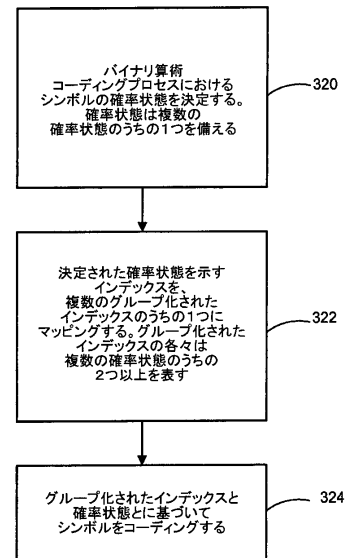 バイナリ算術
コーディングプロセスにおける
シンボルの確率状態を決定する。
確率状態は複数の
確率状態のうちの1つを備える
320
決定された確率状態を示す
インデックスを、
複数のグループ化された
インデックスのうちの1つに
マッピングする。グループ化された
インデックスの各々は
複数の確率状態のうちの
2つ以上を表す
322
グループ化されたインデックスと
確率状態とに基づいて
シンボルをコーディングする
324